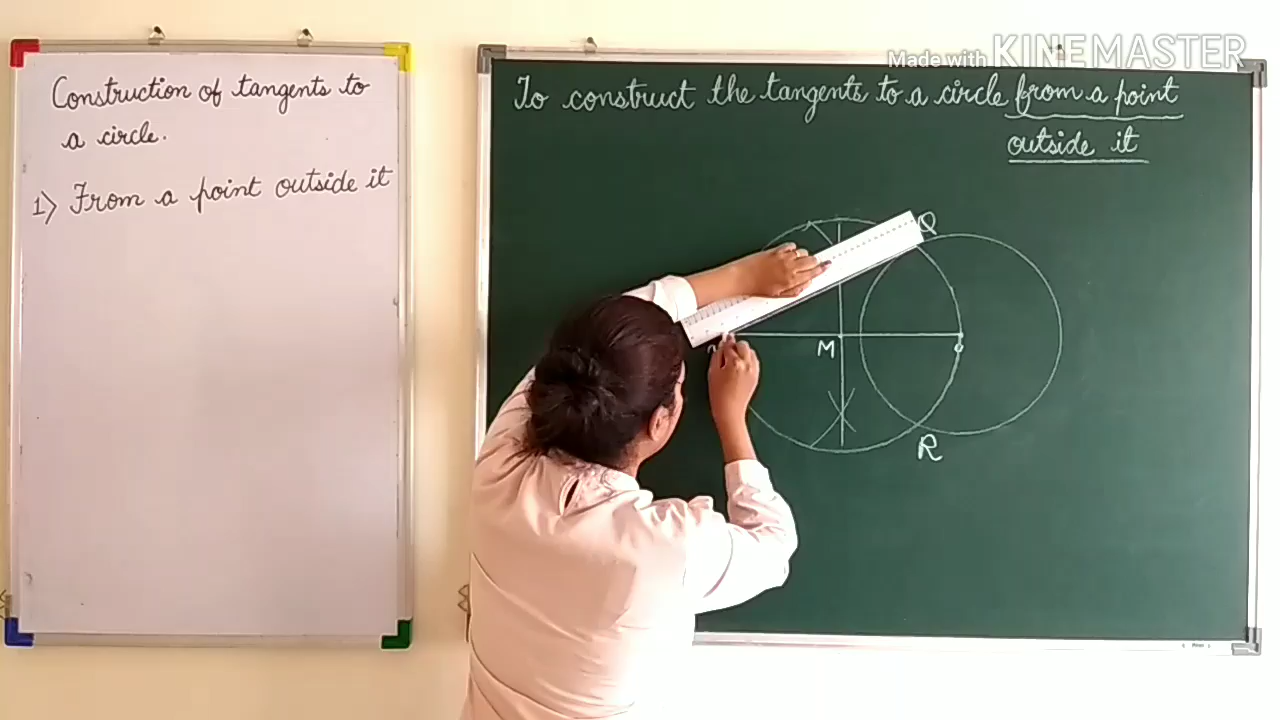 Construction of tangents to
a circle.
1) From a point outside it
Made with KINEMASTER
To construct the tangents to a circle from a point
outside it
Q
M
R